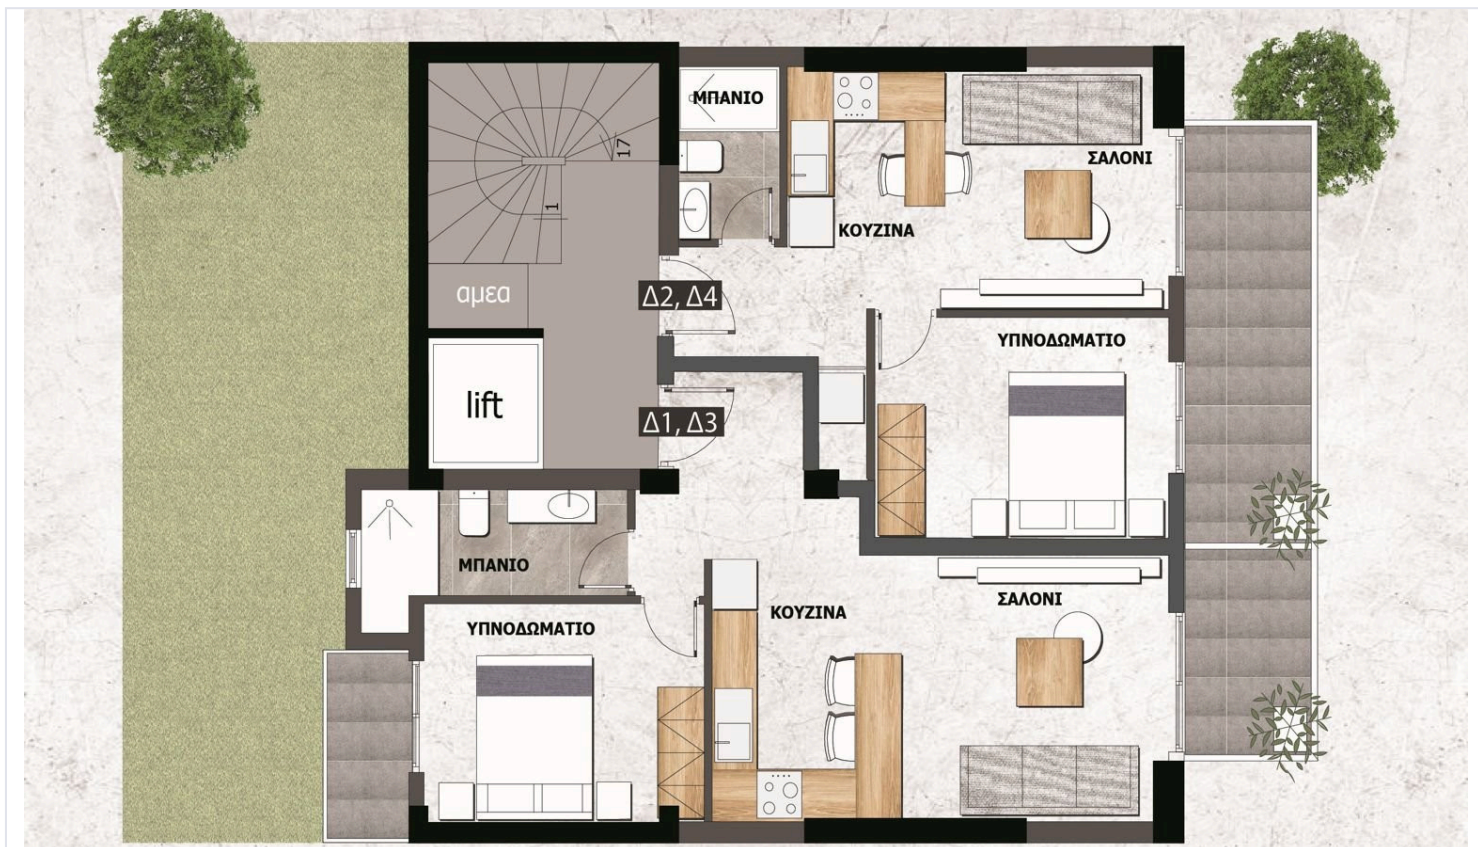 ΜΠΑΝΙΟ
17
ΣΑΛΟΝΙ
1
ΚΟΥΖΙΝΑ
αμεα
Δ2, Δ4
ΥΠΝΟΔΩΜΑΤΙΟ
lift
Δ1, Δ3
ΜΠΑΝΙΟ
ΣΑΛΟΝΙ
ΚΟΥΖΙΝΑ
ΥΠΝΟΔΩΜΑΤΙΟ